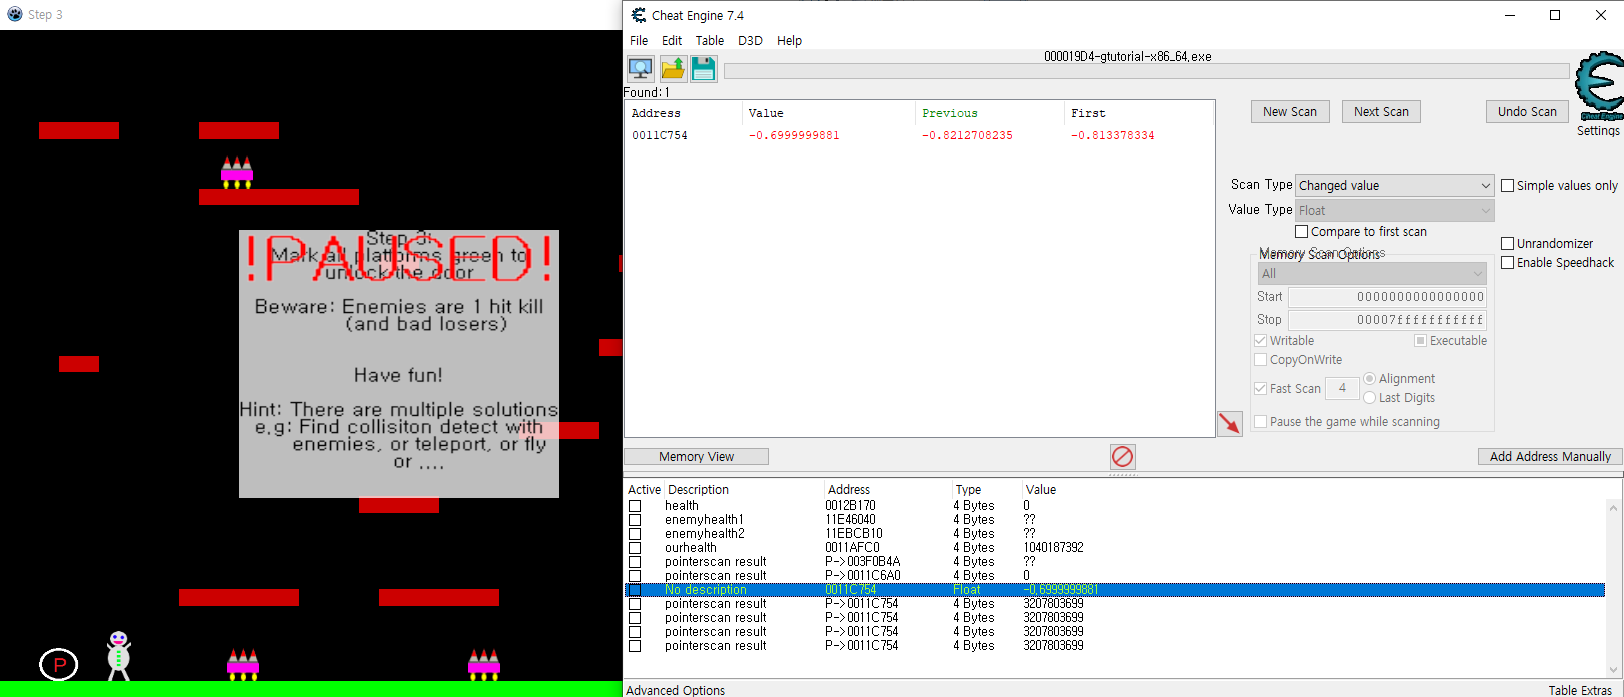 Step 3
Step 3:
!PAUSED!
Mark all platforms green to
unlock the door
Beware: Enemies are 1 hit kill
(and bad losers)
Have fun!
Hint: There are multiple solutions
e.g: Find collisiton detect with
enemies, or teleport, or fly
or ....
P
Cheat Engine 7.4
File Edit Table D3D Help
000019D4-gtutorial-x86_64.exe
Found: 1
Address Value Previous First
0011C754 -0.6999999881 -0.8212708235 -0.813378334
New Scan Next Scan Undo Scan
Cheat Engine
Settings
Scan Type Changed value Simple values only
Value Type Float
Compare to first scan
Unrandomizer
Enable Speedhack
Memory Scan Options
All
Start 0000000000000000
Stop 00007fffffffffff
Writable Executable
CopyOnWrite
Fast Scan 4 Alignment
Last Digits
Pause the game while scanning
Memory View Add Address Manually
Active Description Address Type Value
health 0012B170 4 Bytes 0
enemyhealth1 11E46040 4 Bytes ??
enemyhealth2 11EBCB10 4 Bytes ??
ourhealth 0011AFC0 4 Bytes 1040187392
pointerscan result P->003F0B4A 4 Bytes ??
pointerscan result P->0011C6A0 4 Bytes 0
No description 0011C754 Float -0.6999999881
pointerscan result P->0011C754 4 Bytes 3207803699
pointerscan result P->0011C754 4 Bytes 3207803699
pointerscan result P->0011C754 4 Bytes 3207803699
pointerscan result P->0011C754 4 Bytes 3207803699
Advanced Options Table Extras